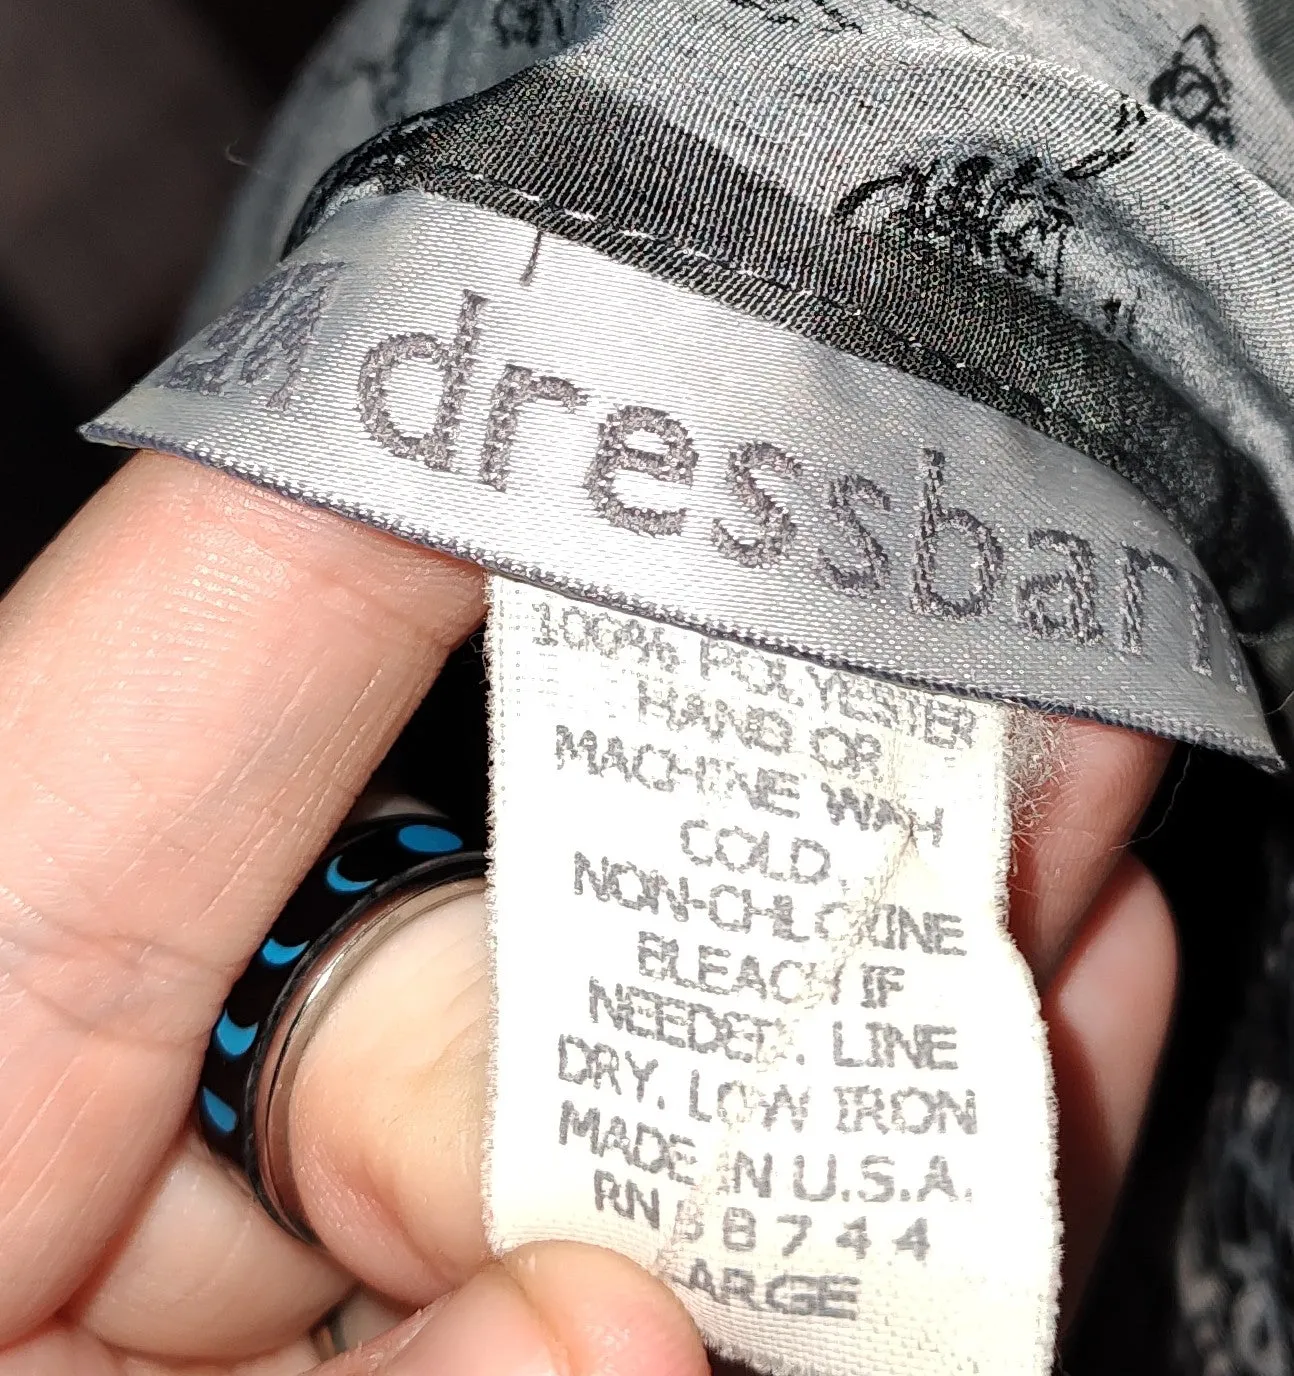 dressbarn
100% POLYESTER
HAND OR
MACHINE WASH
COLD.
NON-CHLORINE
BLEACH IF
NEEDED. LINE
DRY. LOW IRON
MADE IN U.S.A.
RN 
LARGE